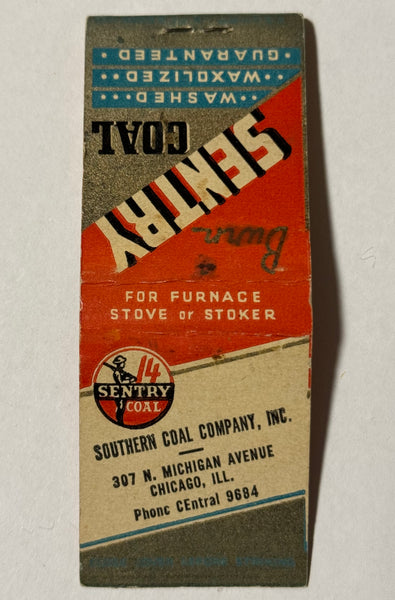 • GUARANTEED •
•• WAXOLIZED ••
•• WASHED ••
COAL
SENTRY
Burn
FOR FURNACE
STOVE or STOKER
14
SENTRY
COAL
SOUTHERN COAL COMPANY, INC.
307 N. MICHIGAN AVENUE
CHICAGO, ILL.
Phone CEntral 9684